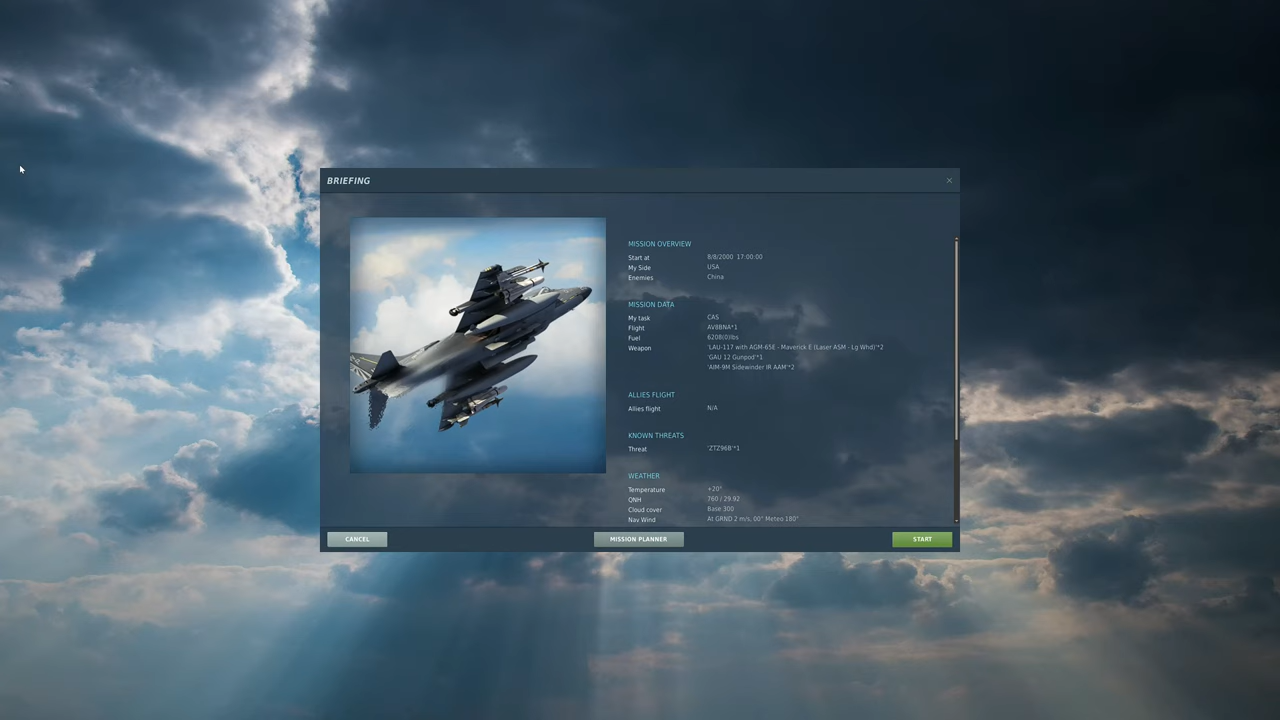 BRIEFING
MISSION OVERVIEW
Start at 8/8/2000 17:00:00
My Side USA
Enemies China
MISSION DATA
My task CAS
Flight AV8BNA*1
Fuel 6208(0)lbs
Weapon 'LAU-117 with AGM-65E - Maverick E (Laser ASM - Lg Whd)'*2
'GAU 12 Gunpod'*1
'AIM-9M Sidewinder IR AAM'*2
ALLIES FLIGHT
Allies flight N/A
KNOWN THREATS
Threat 'ZTZ96B'*1
WEATHER
Temperature +20°
QNH 760 / 29.92
Cloud cover Base 300
Nav Wind At GRND 2 m/s, 00° Meteo 180°
CANCEL MISSION PLANNER START